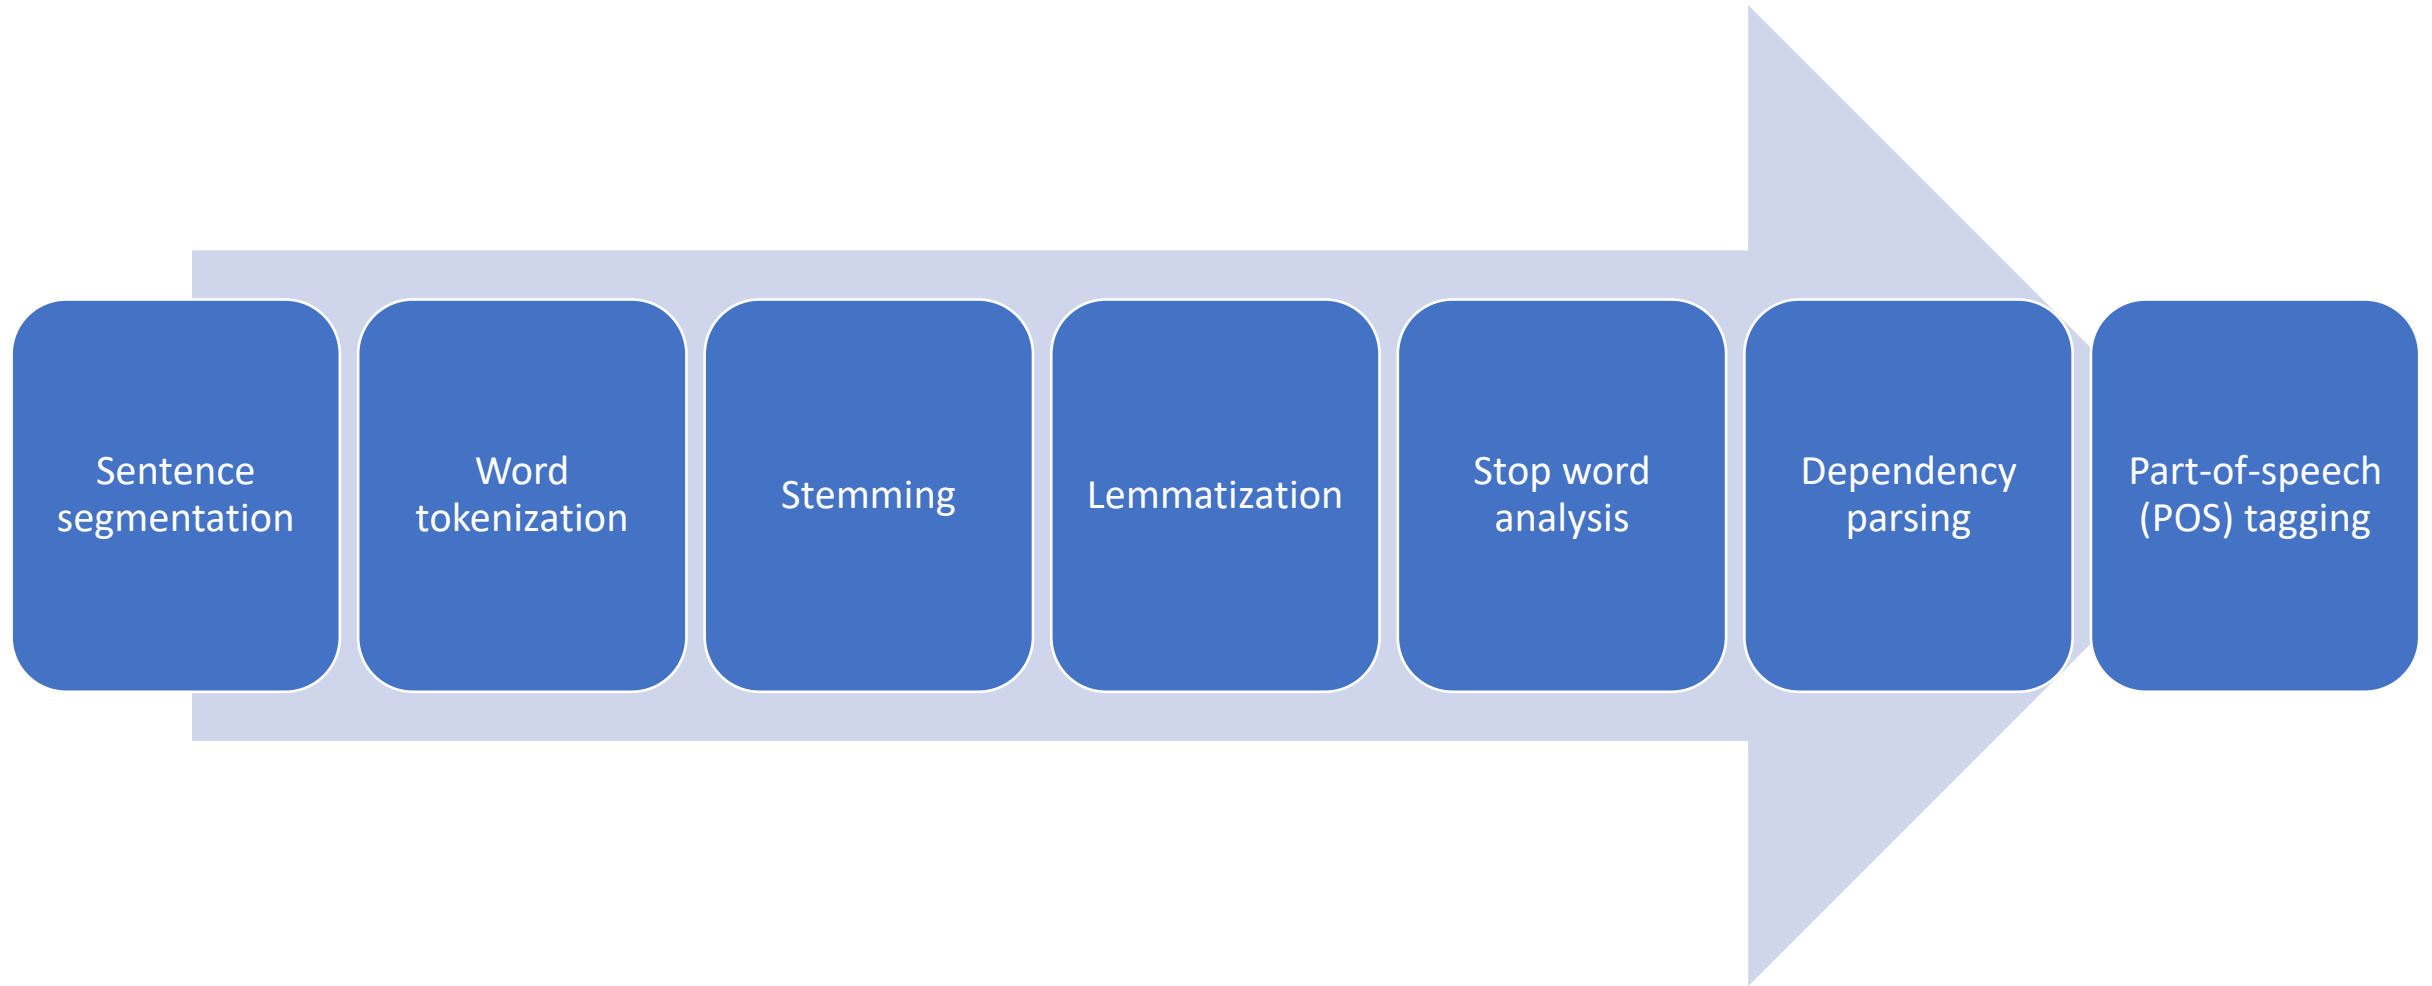 Sentence
segmentation
Word
tokenization
Stemming
Lemmatization
Stop word
analysis
Dependency
parsing
Part-of-speech
(POS) tagging